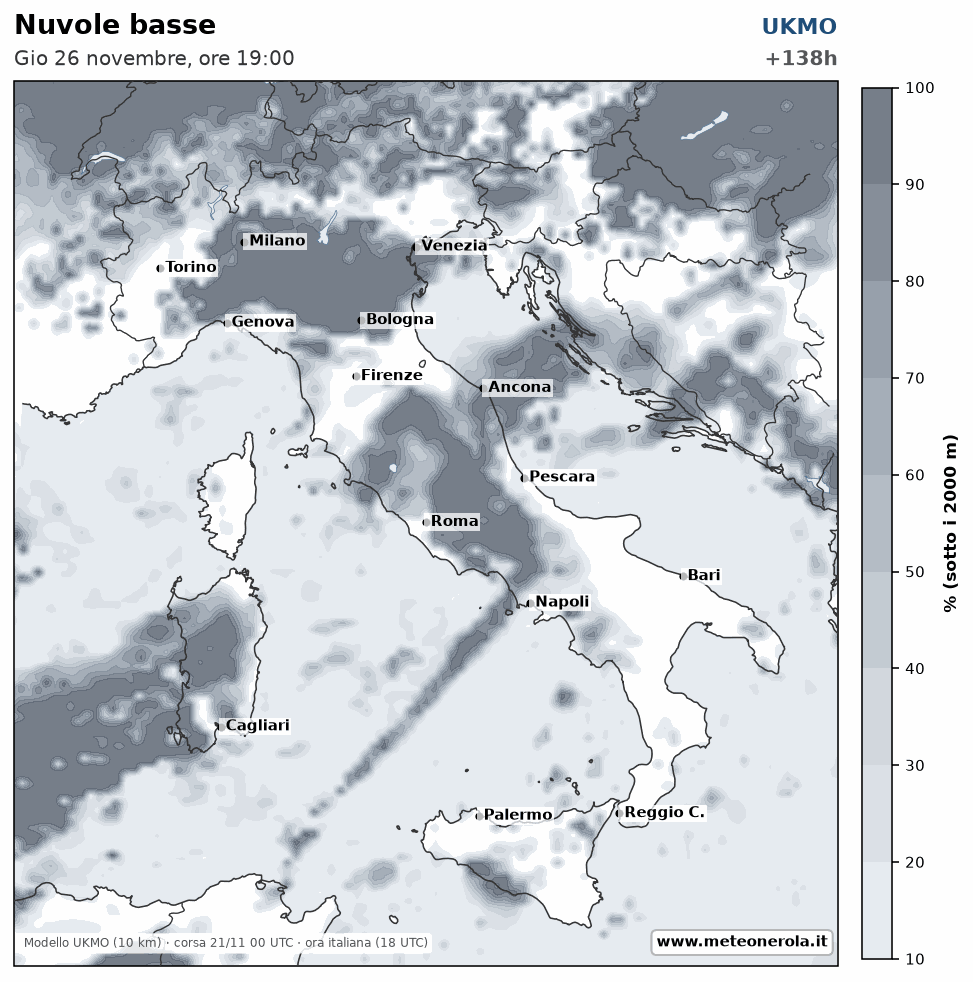 Nuvole basse
UKMO
Gio 26 novembre, ore 19:00
+138h
100
90
80
70
60
50
40
30
20
10
% (sotto i 2000 m)
Milano
Venezia
Torino
Genova
Bologna
Firenze
Ancona
Pescara
Roma
Bari
Napoli
Cagliari
Palermo
Reggio C.
Modello UKMO (10 km) · corsa 21/11 00 UTC · ora italiana (18 UTC)
www.meteonerola.it